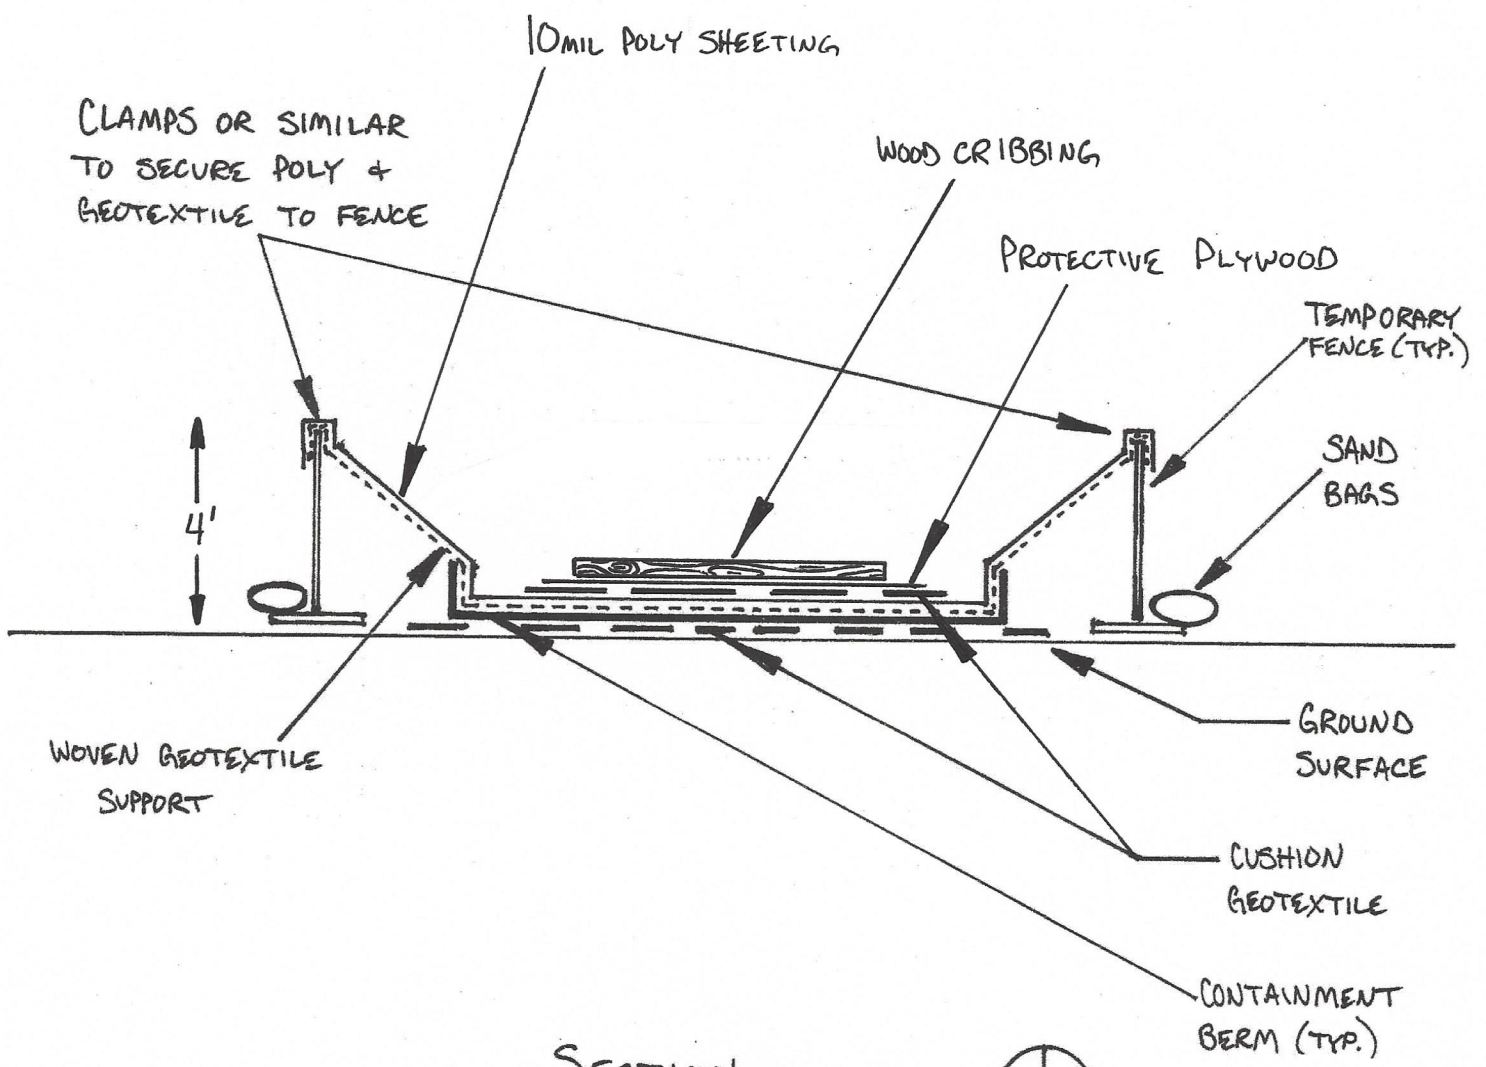 10MIL POLY SHEETING
CLAMPS OR SIMILAR
TO SECURE POLY +
GEOTEXTILE TO FENCE
WOOD CRIBBING
PROTECTIVE PLYWOOD
TEMPORARY
FENCE (TYP.)
SAND
BAGS
4'
WOVEN GEOTEXTILE
SUPPORT
GROUND
SURFACE
CUSHION
GEOTEXTILE
CONTAINMENT
BERM (TYP.)
SECTION